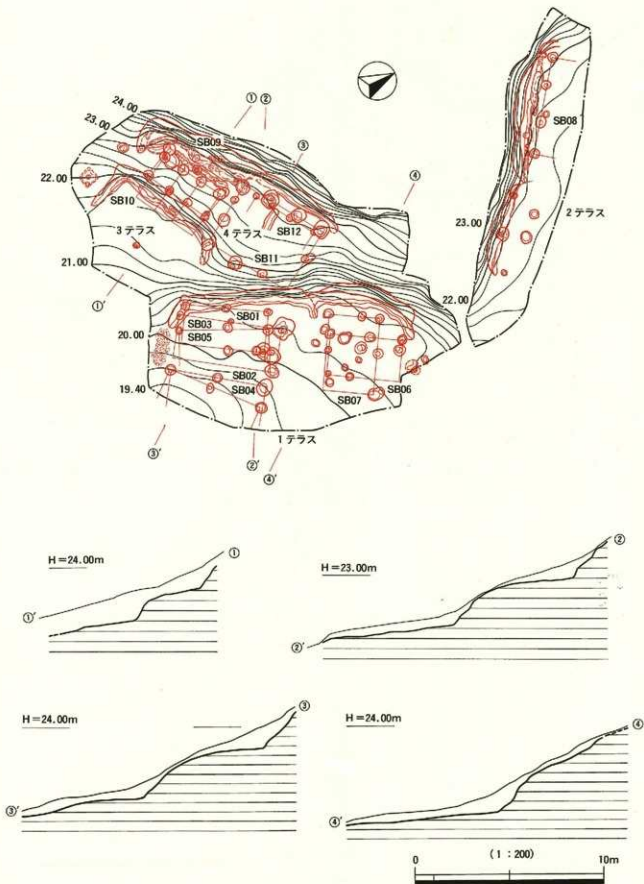 24.00
23.00
22.00
21.00
20.00
19.40
①
②
③
④
SB09
SB10
3テラス
4テラス
SB12
SB11
①′
SB01
SB03
SB05
SB02
SB04
SB06
SB07
1テラス
③′
②′
④′
SB08
2テラス
23.00
22.00
H=24.00m
①
①′
H=23.00m
②
②′
H=24.00m
③
③′
H=24.00m
④
④′
(1:200)
0
10m